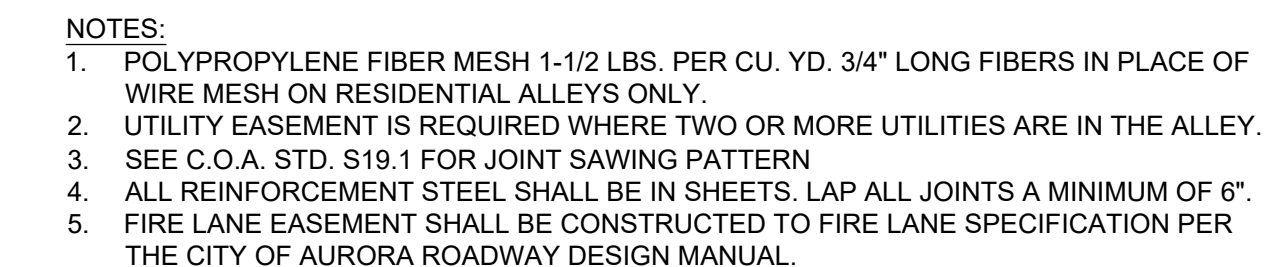 NOTES:
1. POLYPROPYLENE FIBER MESH 1-1/2 LBS. PER CU. YD. 3/4" LONG FIBERS IN PLACE OF
WIRE MESH ON RESIDENTIAL ALLEYS ONLY.
2. UTILITY EASEMENT IS REQUIRED WHERE TWO OR MORE UTILITIES ARE IN THE ALLEY.
3. SEE C.O.A. STD. S19.1 FOR JOINT SAWING PATTERN
4. ALL REINFORCEMENT STEEL SHALL BE IN SHEETS. LAP ALL JOINTS A MINIMUM OF 6".
5. FIRE LANE EASEMENT SHALL BE CONSTRUCTED TO FIRE LANE SPECIFICATION PER
THE CITY OF AURORA ROADWAY DESIGN MANUAL.